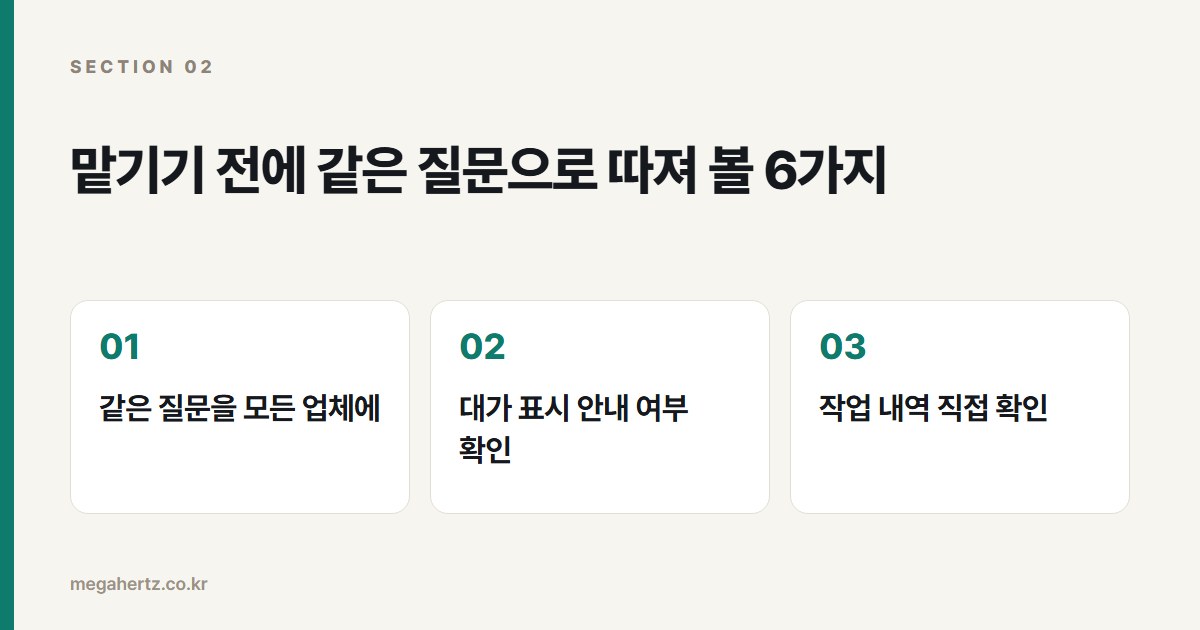 SECTION 02
맡기기 전에 같은 질문으로 따져 볼 6가지
01
같은 질문을 모든 업체에
02
대가 표시 안내 여부
확인
03
작업 내역 직접 확인
megahertz.co.kr